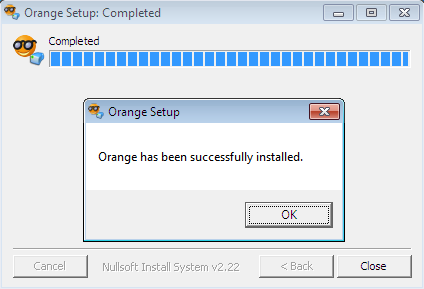 Orange Setup: Completed
Completed
Orange Setup
Orange has been successfully installed.
OK
Cancel
Nullsoft Install System v2.22
< Back
Close